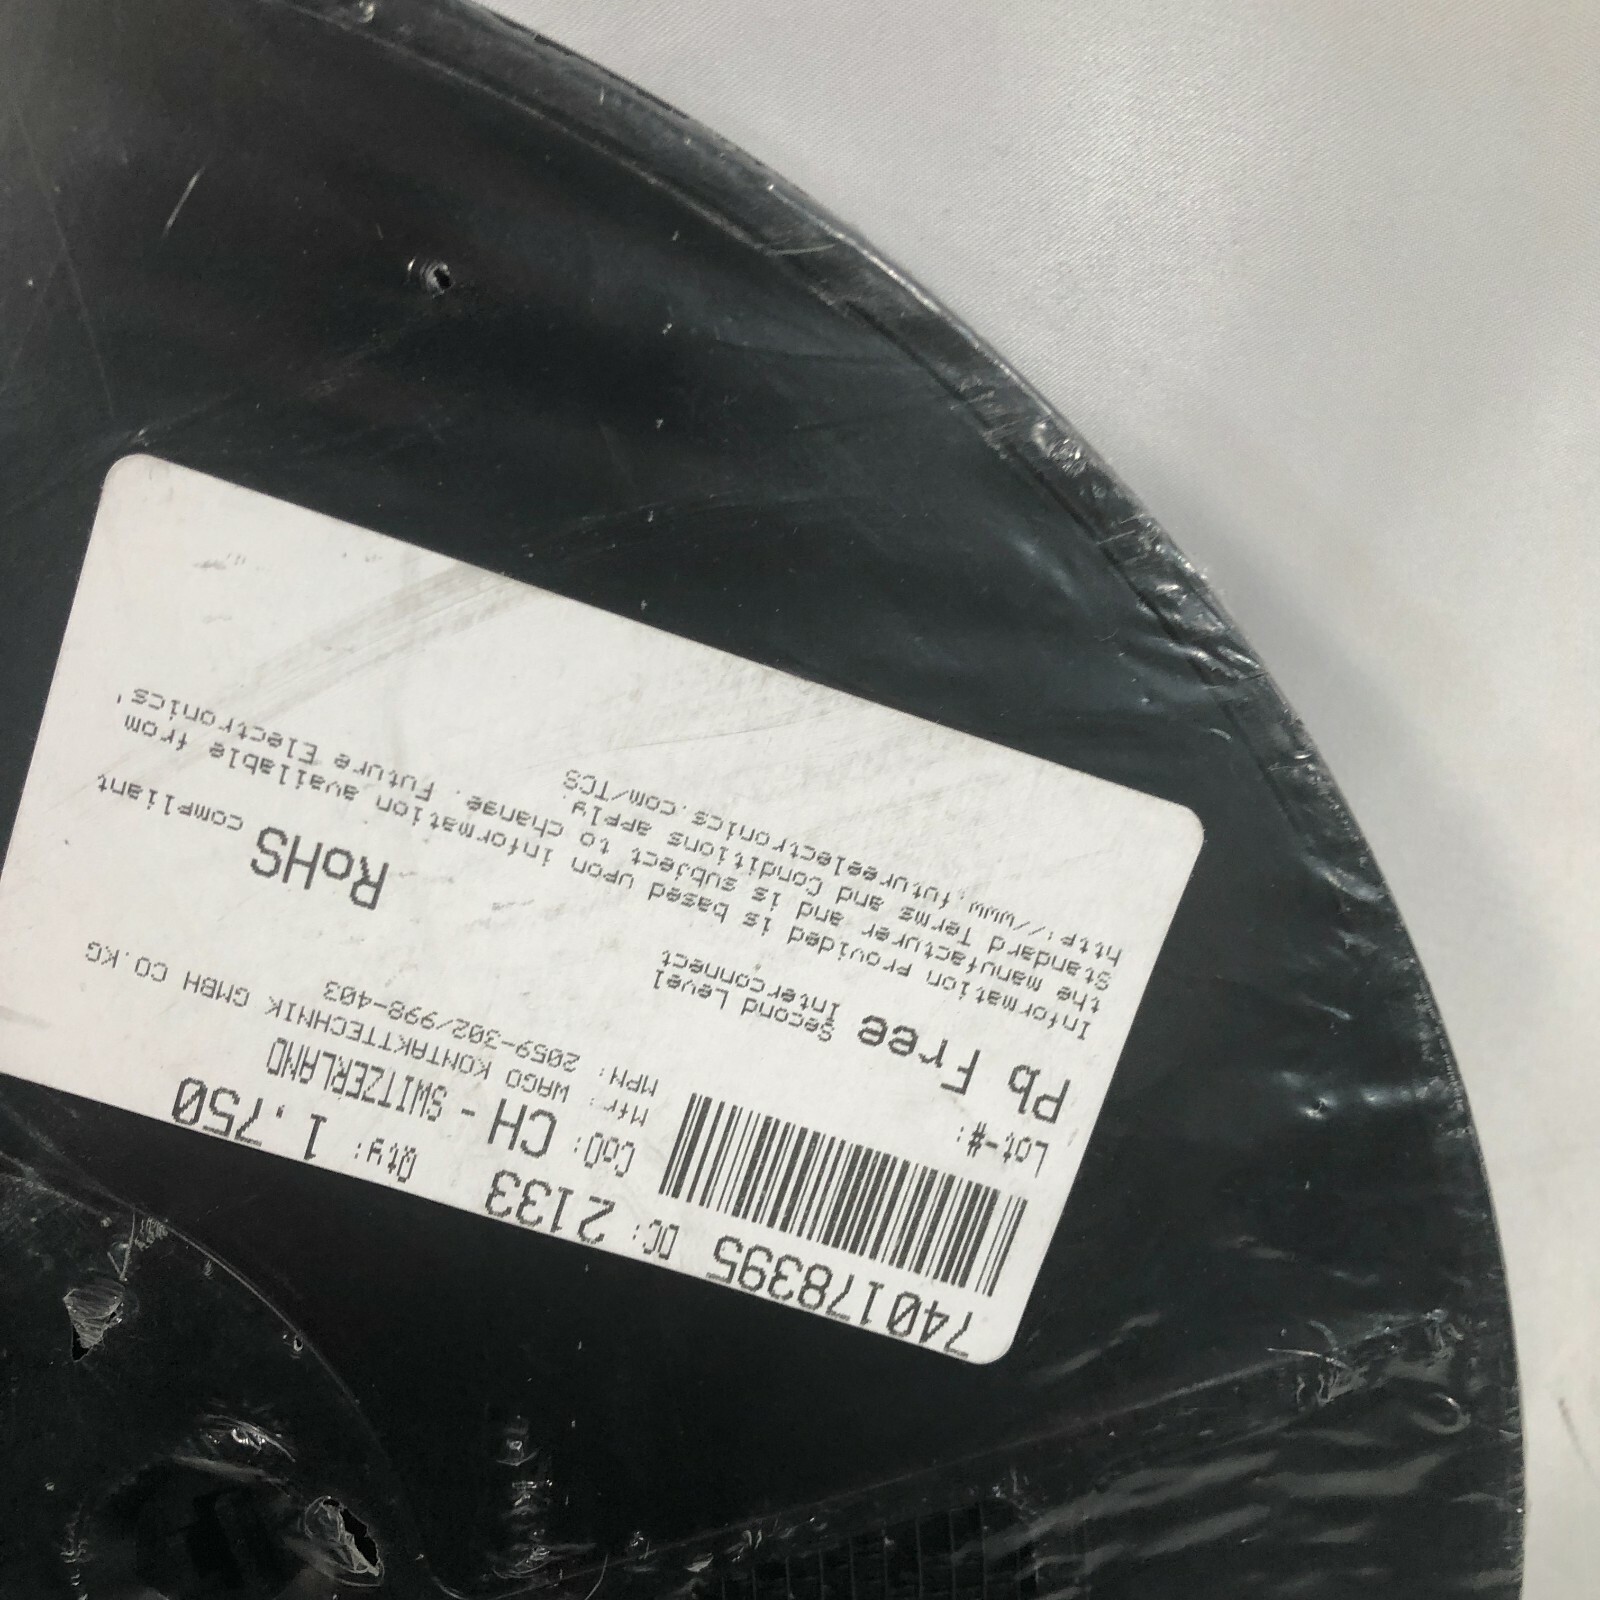 740178395 DC: 2133 Qty: 1.750
CoO: CH - SWITZERLAND
Mfr: WAGO KONTAKTTECHNIK GMBH CO.KG
MPN: 2059-302/998-403
Lot-#:
Pb Free Second Level Interconnect
RoHS compliant
Information provided is based upon information available from
the manufacturer and is subject to change. Future Electronics'
Standard Terms and Conditions apply.
http://www.futureelectronics.com/TCS